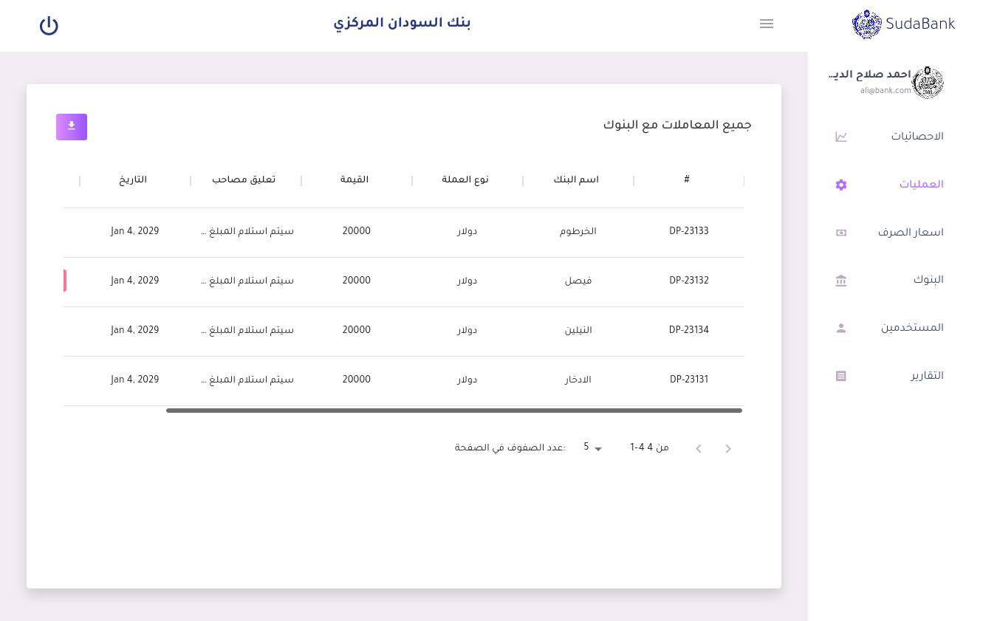 SudaBank
بنك السودان المركزي
احمد صلاح الديـ...
ali@bank.com
الاحصائيات
العمليات
اسعار الصرف
البنوك
المستخدمين
التقارير
جميع المعاملات مع البنوك
# اسم البنك نوع العملة القيمة تعليق مصاحب التاريخ
DP-23133 الخرطوم دولار 20000 سيتم استلام المبلغ ... Jan 4, 2029
DP-23132 فيصل دولار 20000 سيتم استلام المبلغ ... Jan 4, 2029
DP-23134 النيلين دولار 20000 سيتم استلام المبلغ ... Jan 4, 2029
DP-23131 الادخار دولار 20000 سيتم استلام المبلغ ... Jan 4, 2029
1-4 من 4 5 عدد الصفوف في الصفحة: